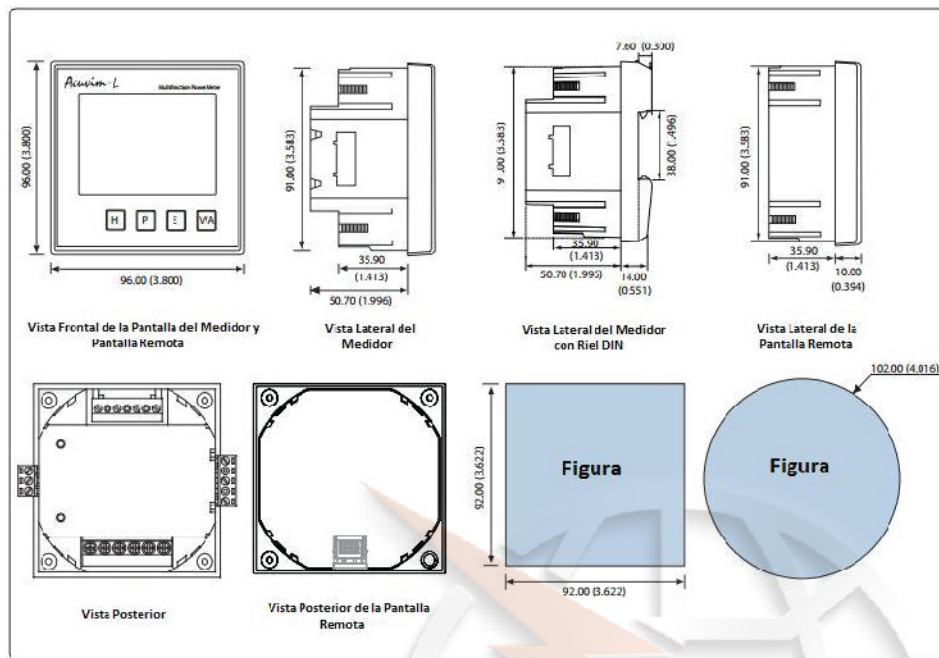 Acuvim-L
Multifunction Power Meter
H P E V/A
96.00 (3.800)
96.00 (3.800)
Vista Frontal de la Pantalla del Medidor y
Pantalla Remota
91.00 (3.583)
35.90
(1.413)
50.70 (1.996)
Vista Lateral del
Medidor
7.60 (0.300)
91.00 (3.583)
38.00 (1.496)
35.90
(1.413)
50.70 (1.996)
14.00
(0.551)
Vista Lateral del Medidor
con Riel DIN
91.00 (3.583)
35.90
(1.413)
10.00
(0.394)
Vista Lateral de la
Pantalla Remota
Vista Posterior
Vista Posterior de la Pantalla
Remota
92.00 (3.622)
Figura
92.00 (3.622)
102.00 (4.016)
Figura